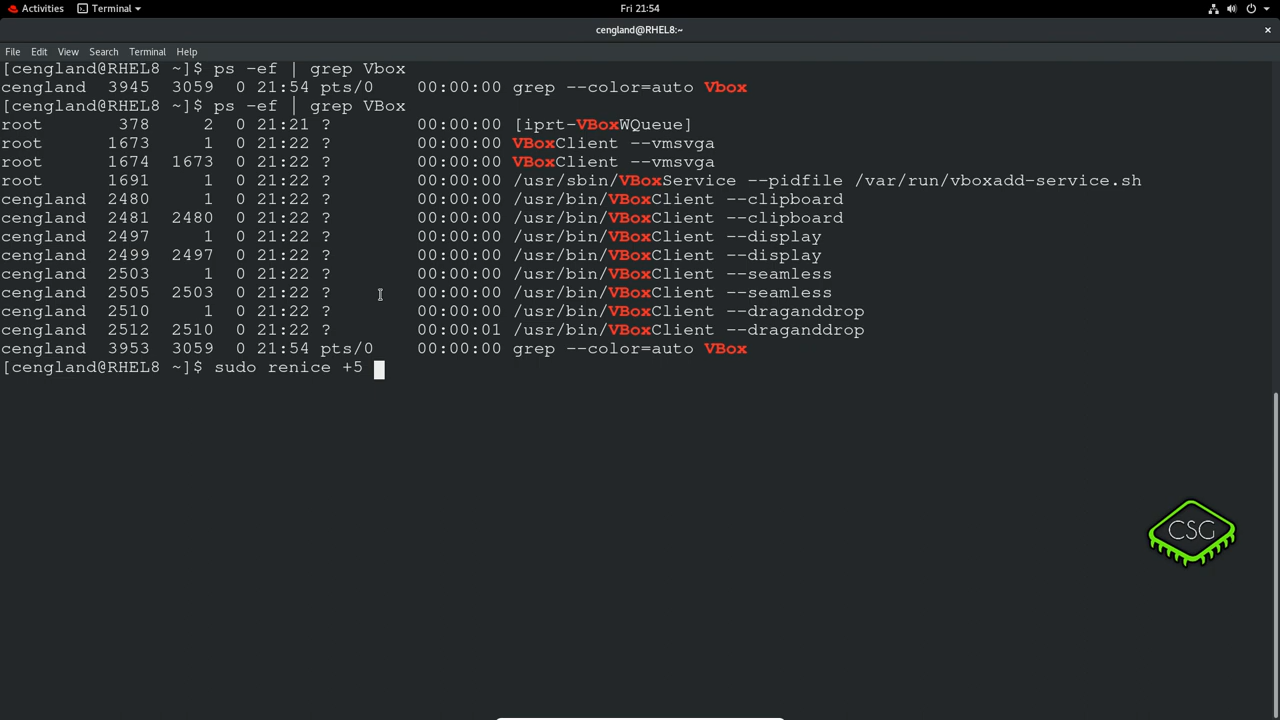 Activities Terminal Fri 21:54
cengland@RHEL8:~
File Edit View Search Terminal Help
[cengland@RHEL8 ~]$ ps -ef | grep Vbox
cengland 3945 3059 0 21:54 pts/0 00:00:00 grep --color=auto Vbox
[cengland@RHEL8 ~]$ ps -ef | grep VBox
root 378 2 0 21:21 ? 00:00:00 [iprt-VBoxWQueue]
root 1673 1 0 21:22 ? 00:00:00 VBoxClient --vmsvga
root 1674 1673 0 21:22 ? 00:00:00 VBoxClient --vmsvga
root 1691 1 0 21:22 ? 00:00:00 /usr/sbin/VBoxService --pidfile /var/run/vboxadd-service.sh
cengland 2480 1 0 21:22 ? 00:00:00 /usr/bin/VBoxClient --clipboard
cengland 2481 2480 0 21:22 ? 00:00:00 /usr/bin/VBoxClient --clipboard
cengland 2497 1 0 21:22 ? 00:00:00 /usr/bin/VBoxClient --display
cengland 2499 2497 0 21:22 ? 00:00:00 /usr/bin/VBoxClient --display
cengland 2503 1 0 21:22 ? 00:00:00 /usr/bin/VBoxClient --seamless
cengland 2505 2503 0 21:22 ? 00:00:00 /usr/bin/VBoxClient --seamless
cengland 2510 1 0 21:22 ? 00:00:00 /usr/bin/VBoxClient --draganddrop
cengland 2512 2510 0 21:22 ? 00:00:01 /usr/bin/VBoxClient --draganddrop
cengland 3953 3059 0 21:54 pts/0 00:00:00 grep --color=auto VBox
[cengland@RHEL8 ~]$ sudo renice +5
CSG